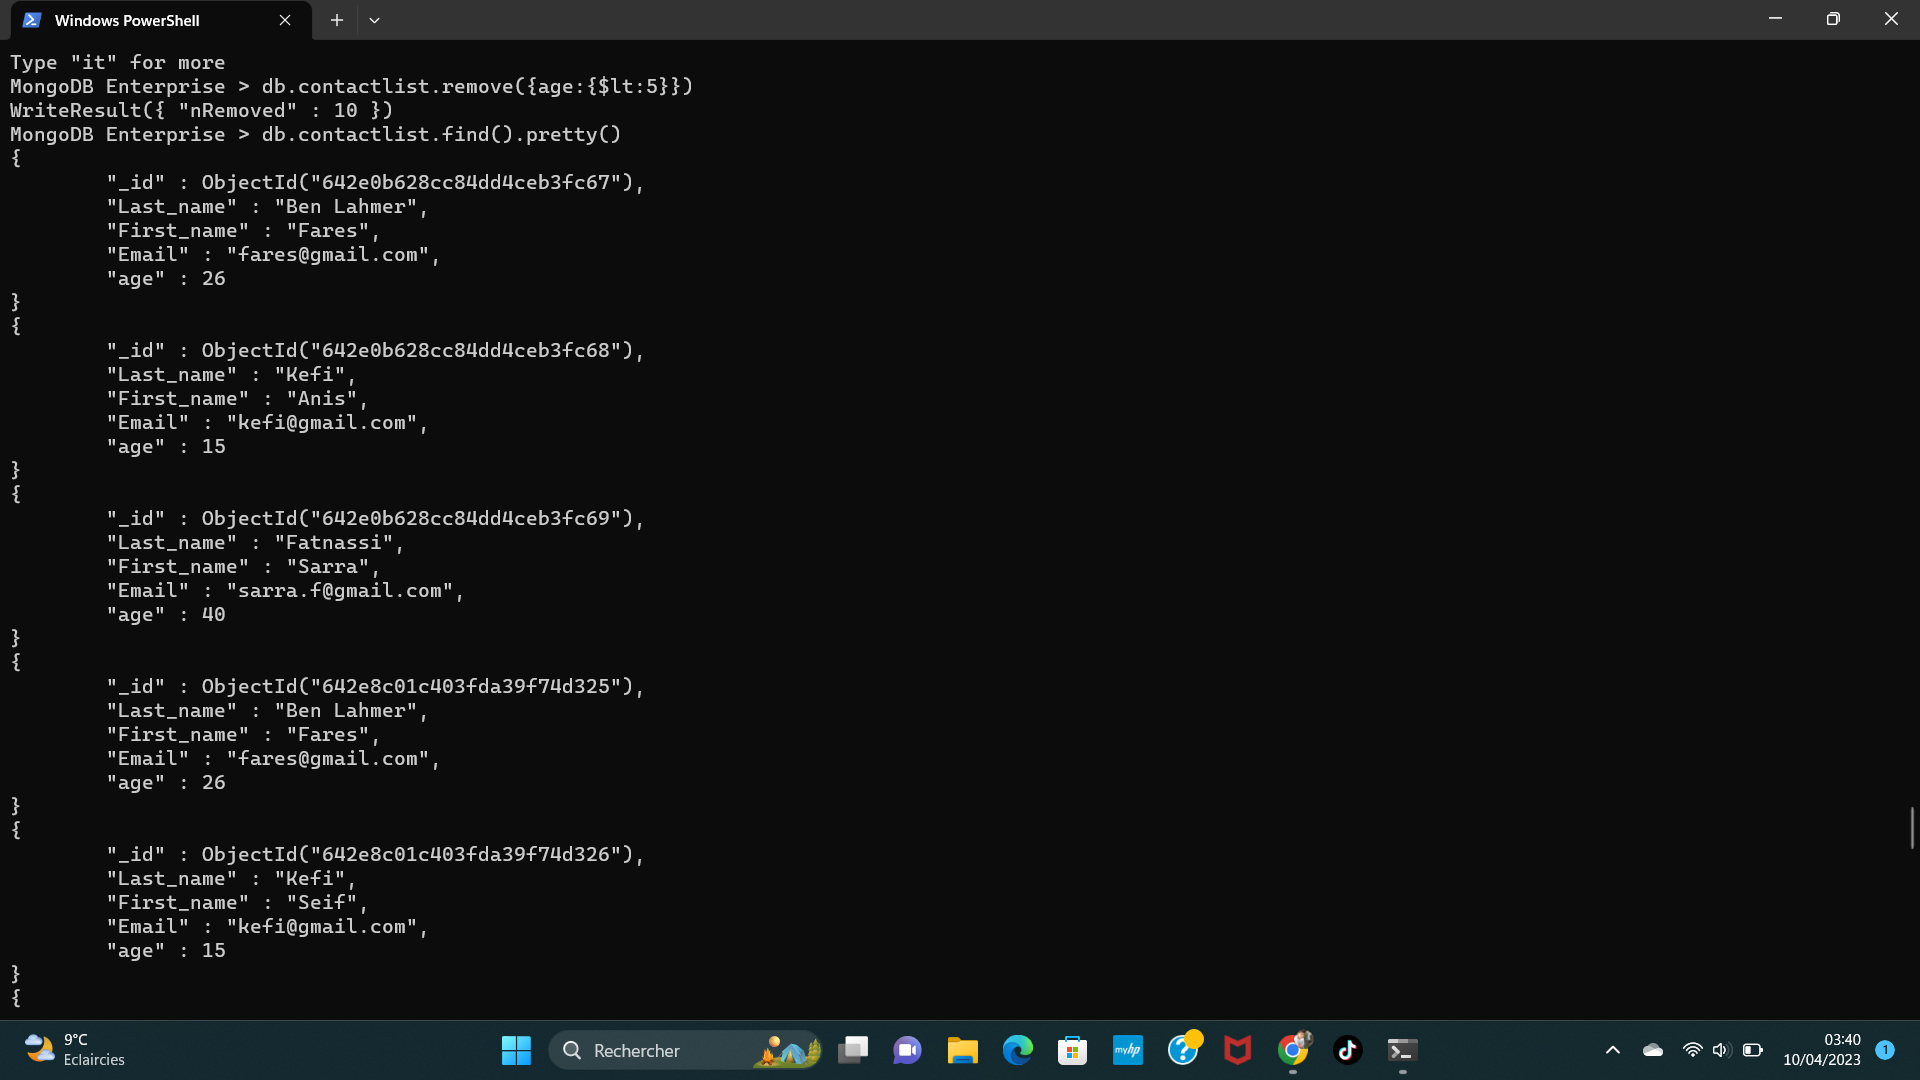 Windows PowerShell
Type "it" for more
MongoDB Enterprise > db.contactlist.remove({age:{$lt:5}})
WriteResult({ "nRemoved" : 10 })
MongoDB Enterprise > db.contactlist.find().pretty()
{
"_id" : ObjectId("642e0b628cc84dd4ceb3fc67"),
"Last_name" : "Ben Lahmer",
"First_name" : "Fares",
"Email" : "fares@gmail.com",
"age" : 26
}
{
"_id" : ObjectId("642e0b628cc84dd4ceb3fc68"),
"Last_name" : "Kefi",
"First_name" : "Anis",
"Email" : "kefi@gmail.com",
"age" : 15
}
{
"_id" : ObjectId("642e0b628cc84dd4ceb3fc69"),
"Last_name" : "Fatnassi",
"First_name" : "Sarra",
"Email" : "sarra.f@gmail.com",
"age" : 40
}
{
"_id" : ObjectId("642e8c01c403fda39f74d325"),
"Last_name" : "Ben Lahmer",
"First_name" : "Fares",
"Email" : "fares@gmail.com",
"age" : 26
}
{
"_id" : ObjectId("642e8c01c403fda39f74d326"),
"Last_name" : "Kefi",
"First_name" : "Seif",
"Email" : "kefi@gmail.com",
"age" : 15
}
{
9°C
Eclaircies
Rechercher
myhp
03:40
10/04/2023
1